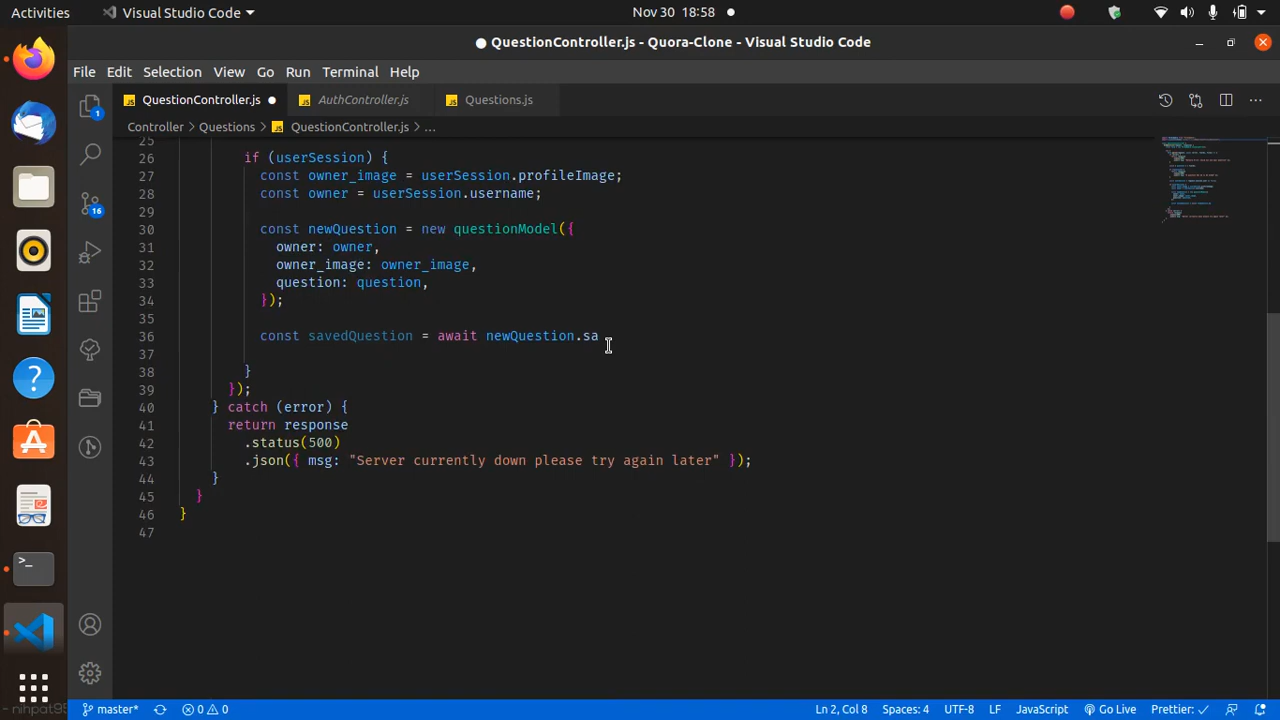 Activities
Visual Studio Code
Nov 30 18:58
QuestionController.js - Quora-Clone - Visual Studio Code
File Edit Selection View Go Run Terminal Help
QuestionController.js
AuthController.js
Questions.js
Controller > Questions > QuestionController.js > ...
25
26 if (userSession) {
27 const owner_image = userSession.profileImage;
28 const owner = userSession.username;
29
30 const newQuestion = new questionModel({
31 owner: owner,
32 owner_image: owner_image,
33 question: question,
34 });
35
36 const savedQuestion = await newQuestion.sa
37
38 }
39 });
40 } catch (error) {
41 return response
42 .status(500)
43 .json({ msg: "Server currently down please try again later" });
44 }
45 }
46 }
47
1
16
master* 0 0
Ln 2, Col 8 Spaces: 4 UTF-8 LF JavaScript Go Live Prettier: ✓